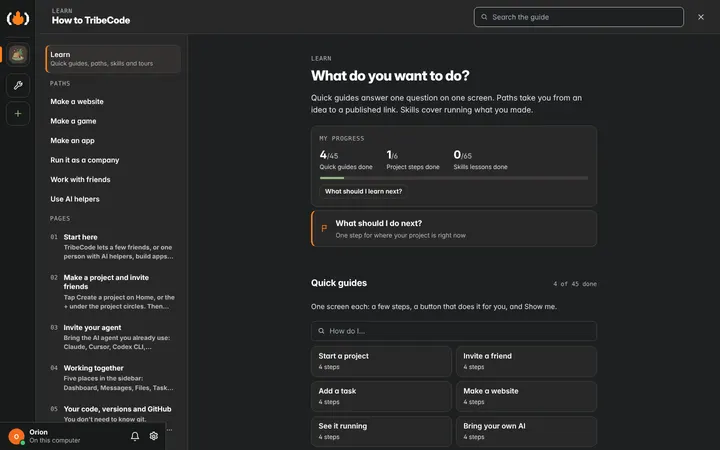 LEARN
How to TribeCode
Search the guide
Learn
Quick guides, paths, skills and tours
PATHS
Make a website
Make a game
Make an app
Run it as a company
Work with friends
Use AI helpers
PAGES
01 Start here
TribeCode lets a few friends, or one
person with AI helpers, build apps...
02 Make a project and invite
friends
Tap Create a project on Home, or the
+ under the project circles. Then...
03 Invite your agent
Bring the AI agent you already use:
Claude, Cursor, Codex CLI,...
04 Working together
Five places in the sidebar:
Dashboard, Messages, Files, Task...
05 Your code, versions and GitHub
You don't need to know git.
O
Orion
On this computer
LEARN
What do you want to do?
Quick guides answer one question on one screen. Paths take you from an
idea to a published link. Skills cover running what you made.
MY PROGRESS
4/45
Quick guides done
1/6
Project steps done
0/65
Skills lessons done
What should I learn next?
What should I do next?
One step for where your project is right now
Quick guides
4 of 45 done
One screen each: a few steps, a button that does it for you, and Show me.
How do I...
Start a project
4 steps
Invite a friend
4 steps
Add a task
4 steps
Make a website
4 steps
See it running
4 steps
Bring your own AI
4 steps